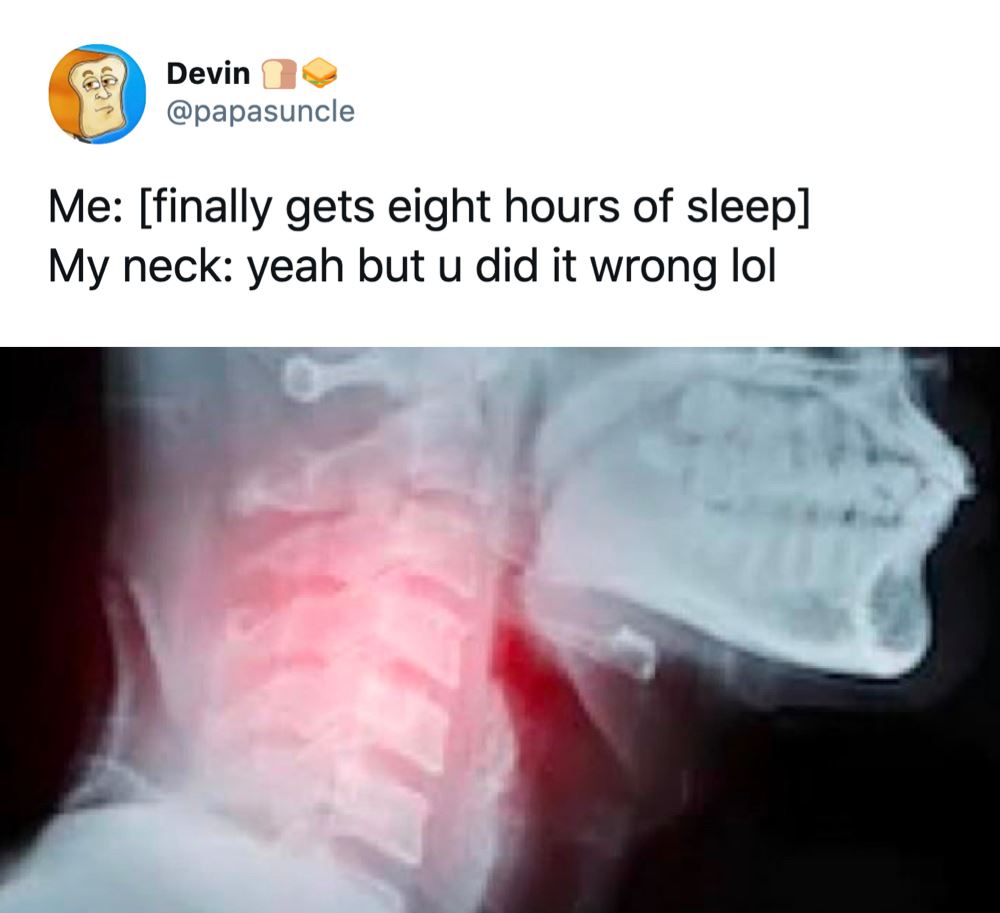 Devin 🍞🥪
@papasuncle
Me: [finally gets eight hours of sleep]
My neck: yeah but u did it wrong lol